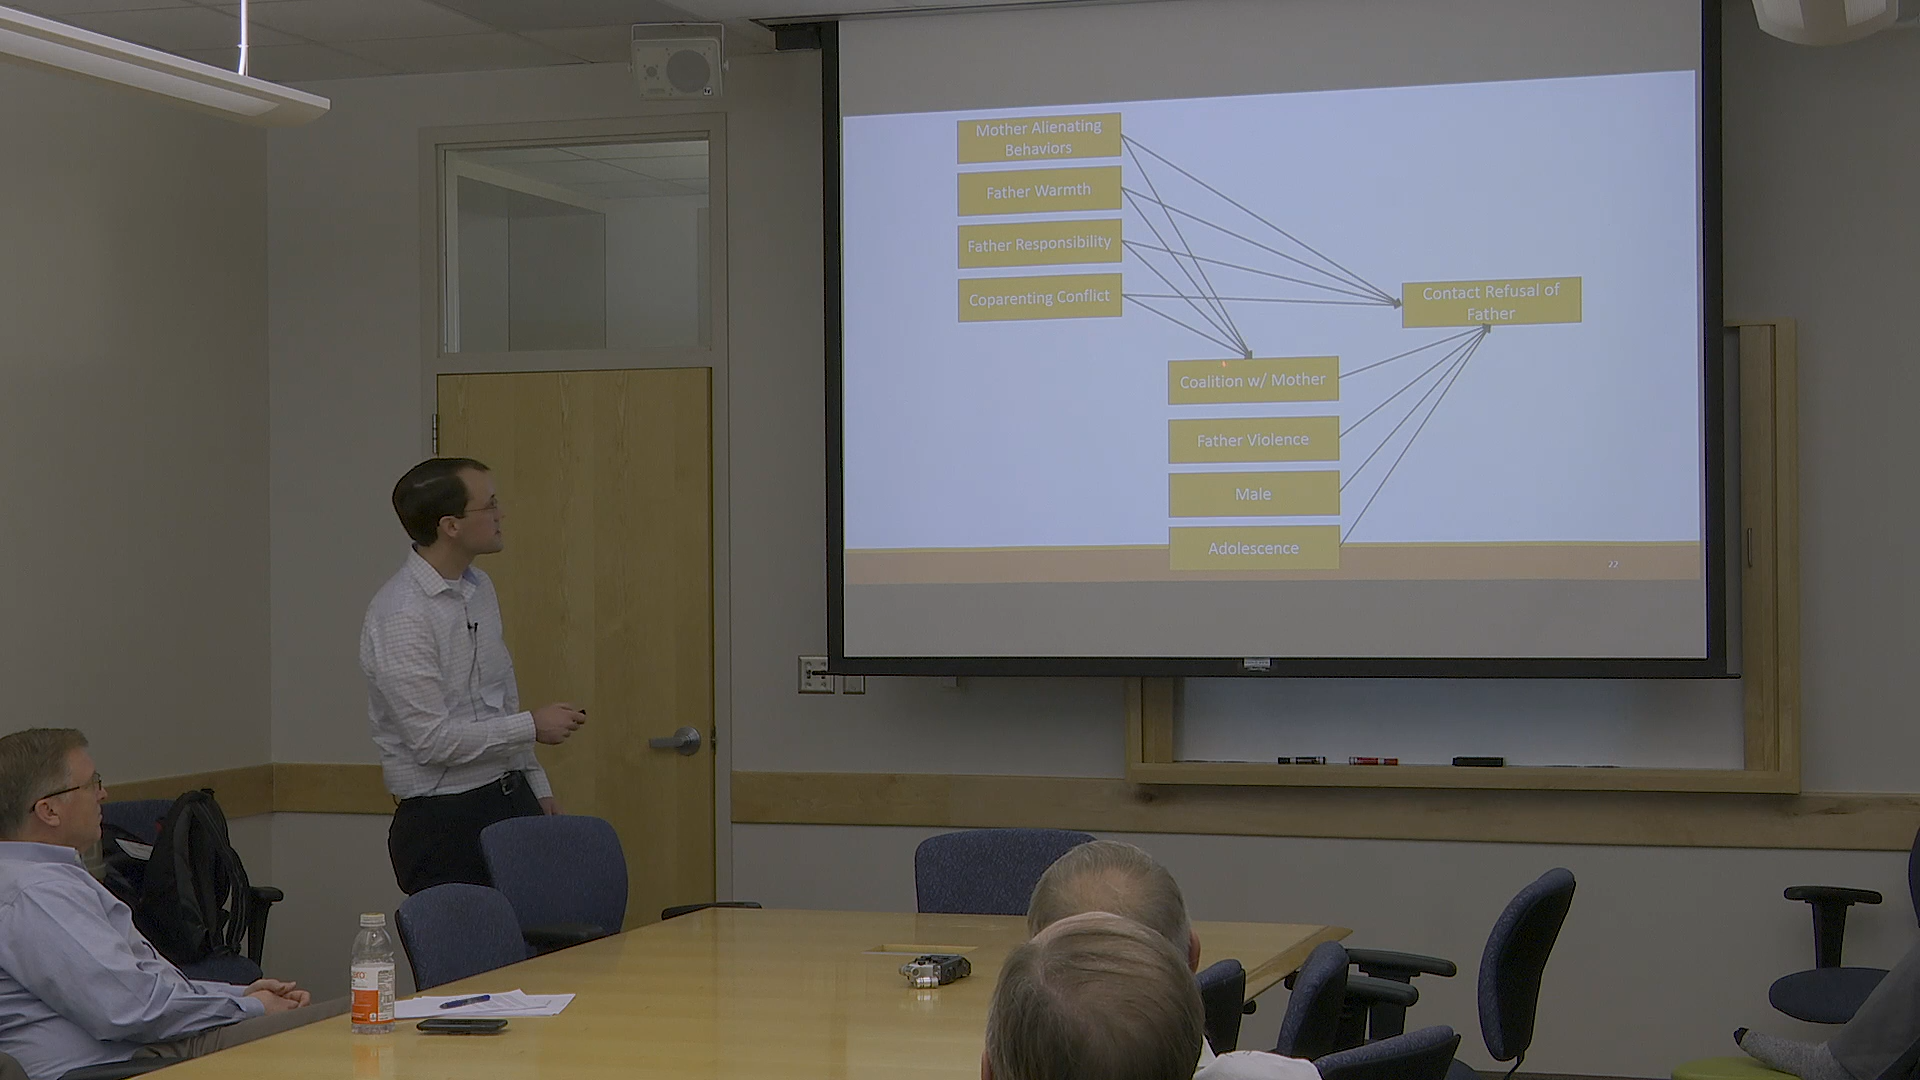 Mother Alienating
Behaviors
Father Warmth
Father Responsibility
Coparenting Conflict
Contact Refusal of
Father
Coalition w/ Mother
Father Violence
Male
Adolescence
22